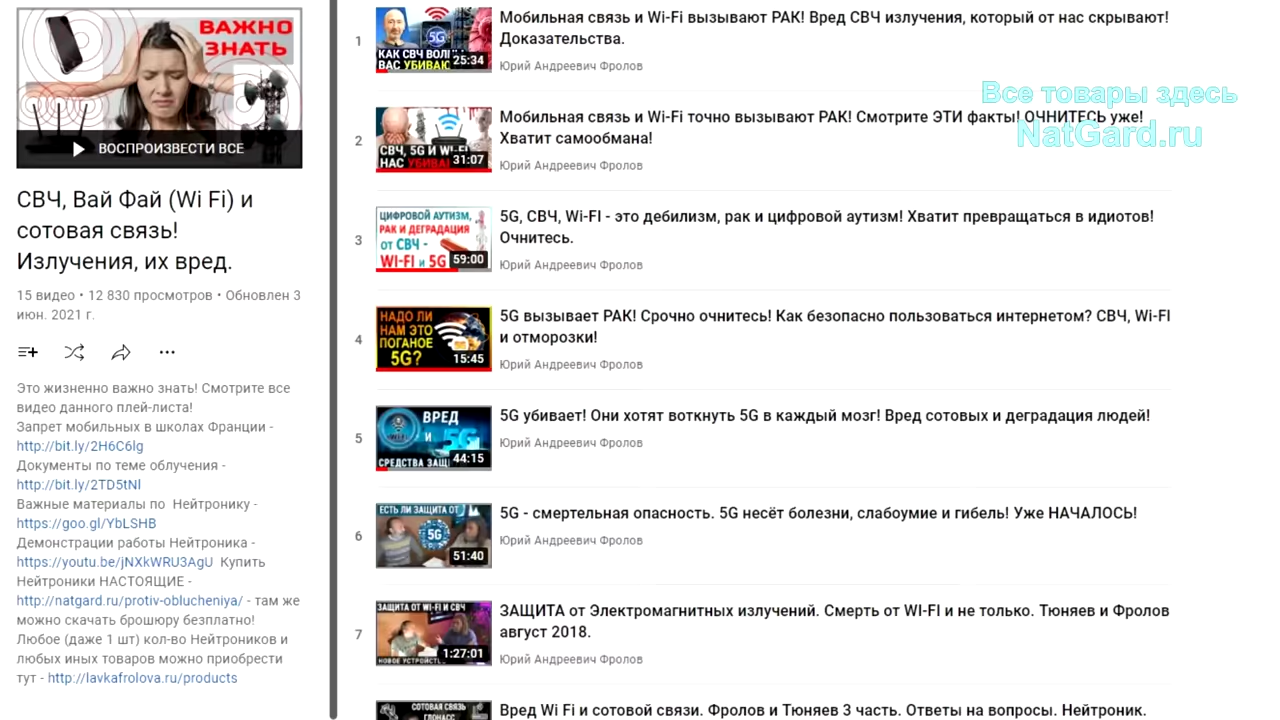 ВАЖНО
ЗНАТЬ
ВОСПРОИЗВЕСТИ ВСЕ
СВЧ, Вай Фай (Wi Fi) и
сотовая связь!
Излучения, их вред.
15 видео • 12 830 просмотров • Обновлен 3
июн. 2021 г.
Это жизненно важно знать! Смотрите все
видео данного плей-листа!
Запрет мобильных в школах Франции -
http://bit.ly/2H6C6lg
Документы по теме облучения -
http://bit.ly/2TD5tNl
Важные материалы по Нейтронику -
https://goo.gl/YbLSHB
Демонстрации работы Нейтроника -
https://youtu.be/jNXkWRU3AgU Купить
Нейтроники НАСТОЯЩИЕ -
http://natgard.ru/protiv-oblucheniya/ - там же
можно скачать брошюру бесплатно!
Любое (даже 1 шт) кол-во Нейтроников и
любых иных товаров можно приобрести
тут - http://lavkafrolova.ru/products
1
5G
КАК СВЧ ВОЛНЫ
ВАС УБИВАЮТ
25:34
Мобильная связь и Wi-Fi вызывают РАК! Вред СВЧ излучения, который от нас скрывают!
Доказательства.
Юрий Андреевич Фролов
Все товары здесь
NatGard.ru
2
СВЧ, 5G И WI-FI
НАС УБИВА
31:07
Мобильная связь и Wi-Fi точно вызывают РАК! Смотрите ЭТИ факты! ОЧНИТЕСЬ уже!
Хватит самообмана!
Юрий Андреевич Фролов
3
ЦИФРОВОЙ АУТИЗМ,
РАК И ДЕГРАДАЦИЯ
от СВЧ -
WI-FI и 5G
59:00
5G, СВЧ, Wi-FI - это дебилизм, рак и цифровой аутизм! Хватит превращаться в идиотов!
Очнитесь.
Юрий Андреевич Фролов
4
НАДО ЛИ
НАМ ЭТО
ПОГАНОЕ
5G?
15:45
5G вызывает РАК! Срочно очнитесь! Как безопасно пользоваться интернетом? СВЧ, Wi-FI
и отморозки!
Юрий Андреевич Фролов
5
ВРЕД
И 5G
СРЕДСТВА ЗАЩ
44:15
5G убивает! Они хотят воткнуть 5G в каждый мозг! Вред сотовых и деградация людей!
Юрий Андреевич Фролов
6
ЕСТЬ ЛИ ЗАЩИТА ОТ
5G
51:40
5G - смертельная опасность. 5G несёт болезни, слабоумие и гибель! Уже НАЧАЛОСЬ!
Юрий Андреевич Фролов
7
ЗАЩИТА ОТ WI-FI И СВЧ
НОВОЕ УСТРОЙСТВ
1:27:01
ЗАЩИТА от Электромагнитных излучений. Смерть от WI-FI и не только. Тюняев и Фролов
август 2018.
Юрий Андреевич Фролов
СОТОВАЯ СВЯЗЬ
ГЛОНАСС
Вред Wi Fi и сотовой связи. Фролов и Тюняев 3 часть. Ответы на вопросы. Нейтроник.